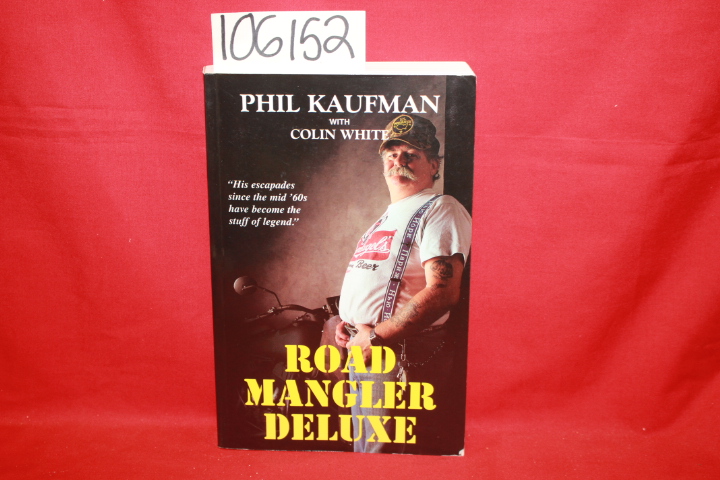 106152
PHIL KAUFMAN
WITH
COLIN WHITE
"His escapades
since the mid '60s
have become the
stuff of legend."
Beer
ROAD
MANGLER
DELUXE